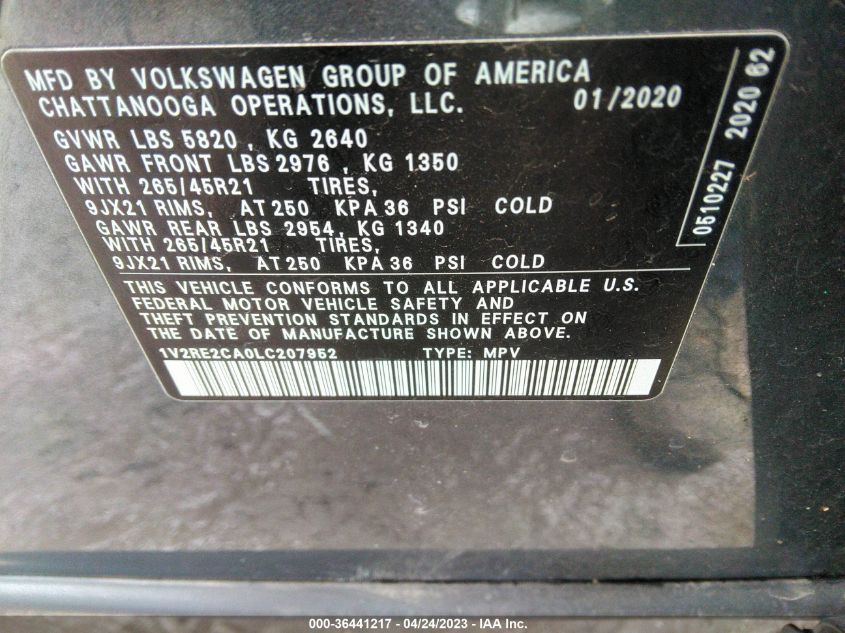 MFD BY VOLKSWAGEN GROUP OF AMERICA
CHATTANOOGA OPERATIONS, LLC. 01/2020
GVWR LBS 5820 , KG 2640
GAWR FRONT LBS 2976 , KG 1350
WITH 265/45R21 TIRES,
9JX21 RIMS, AT 250 KPA 36 PSI COLD
GAWR REAR LBS 2954 , KG 1340
WITH 265/45R21 TIRES,
9JX21 RIMS, AT 250 KPA 36 PSI COLD
THIS VEHICLE CONFORMS TO ALL APPLICABLE U.S.
FEDERAL MOTOR VEHICLE SAFETY AND
THEFT PREVENTION STANDARDS IN EFFECT ON
THE DATE OF MANUFACTURE SHOWN ABOVE.
1V2RE2CA0LC207952 TYPE: MPV
0510227 2020 62
000-36441217 - 04/24/2023 - IAA Inc.